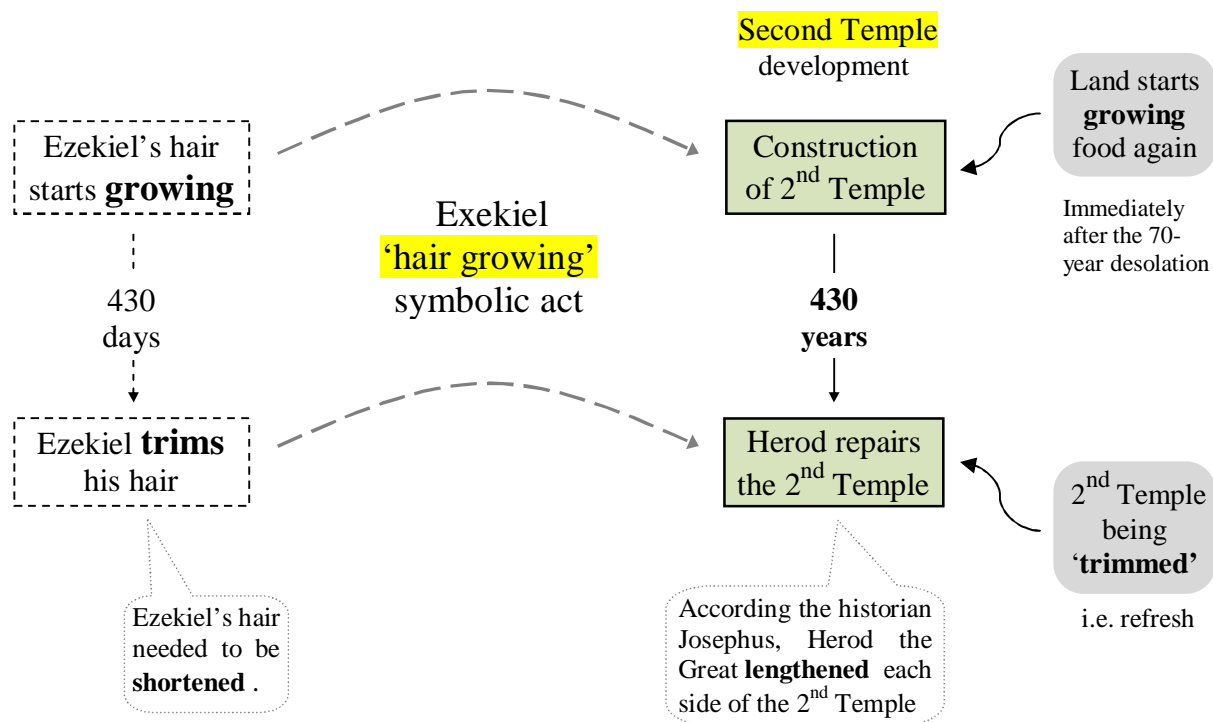 Second Temple
development
Land starts
growing
food again
Ezekiel’s hair
starts growing
Construction
of 2nd Temple
Immediately
after the 70-
year desolation
Exekiel
‘hair growing’
symbolic act
430
days
430
years
Ezekiel trims
his hair
Herod repairs
the 2nd Temple
2nd Temple
being
‘trimmed’
i.e. refresh
Ezekiel’s hair
needed to be
shortened .
According the historian
Josephus, Herod the
Great lengthened each
side of the 2nd Temple